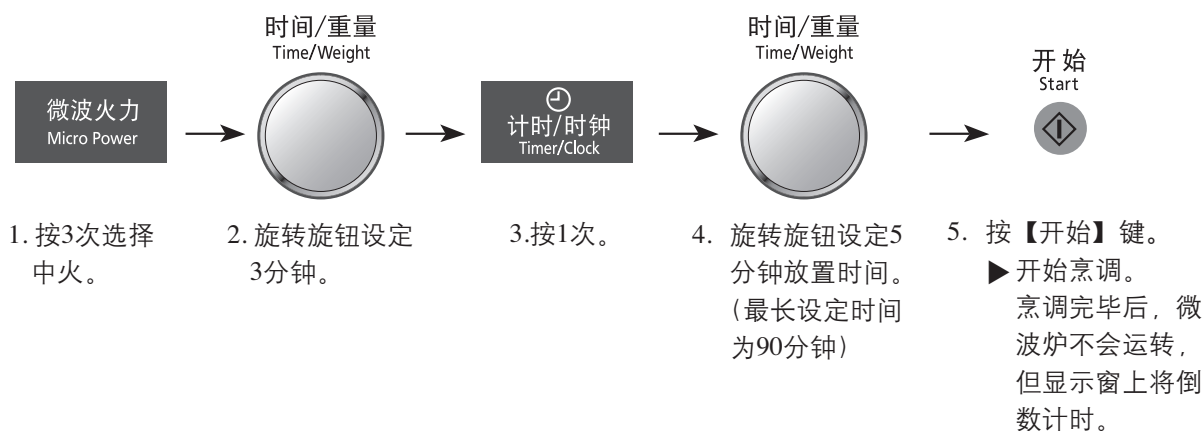 时间/重量
Time/Weight
时间/重量
Time/Weight
开 始
Start
微波火力
Micro Power
计时/时钟
Timer/Clock
1. 按3次选择
中火。
2. 旋转旋钮设定
3分钟。
3.按1次。
4. 旋转旋钮设定5
分钟放置时间。
(最长设定时间
为90分钟)
5. 按【开始】键。
▶开始烹调。
烹调完毕后，微
波炉不会运转，
但显示窗上将倒
数计时。